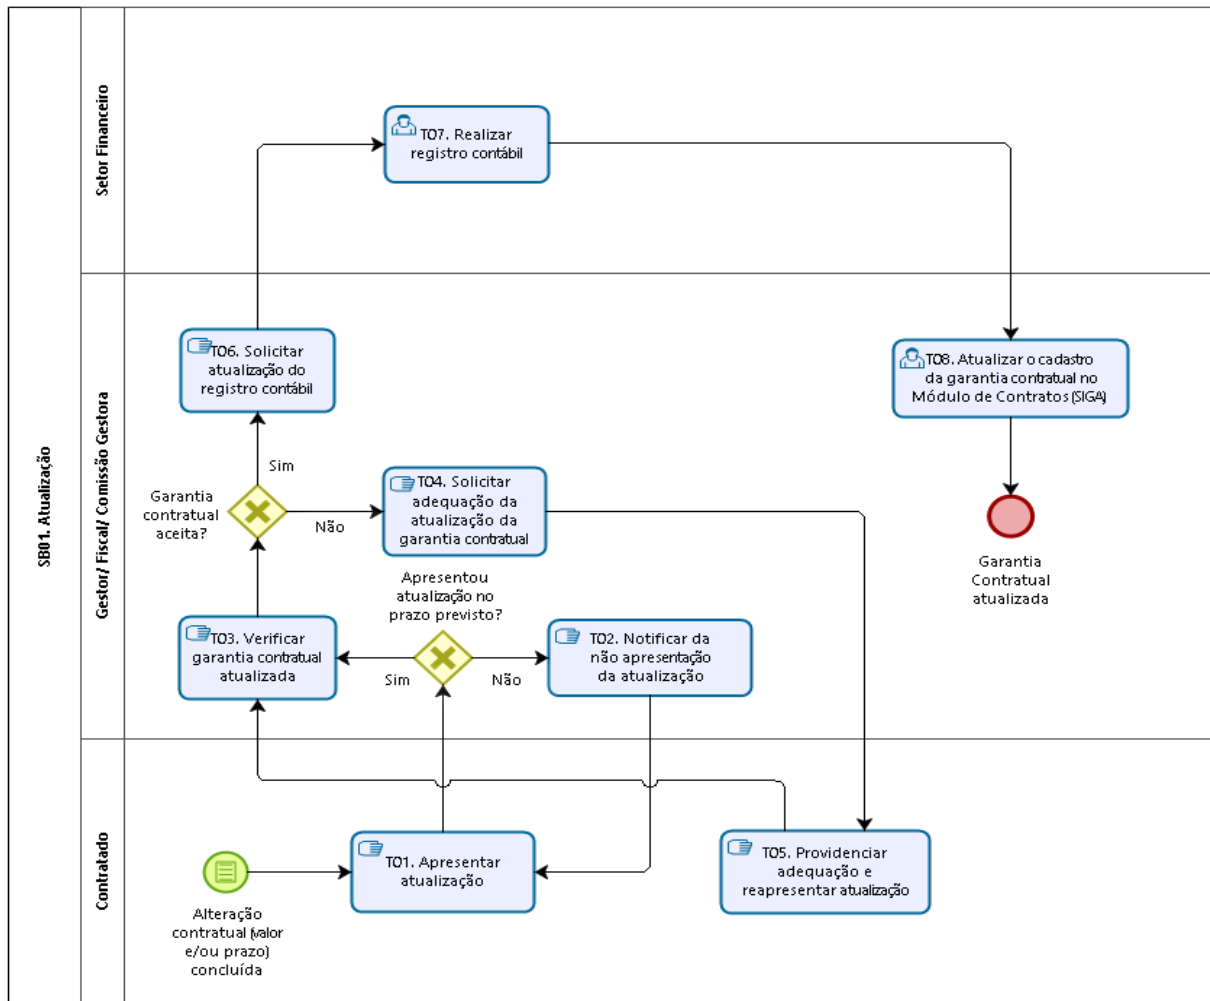 SB01. Atualização
Setor Financeiro
T07. Realizar
registro contábil
Gestor/ Fiscal/ Comissão Gestora
T06. Solicitar
atualização do
registro contábil
T08. Atualizar o cadastro
da garantia contratual no
Módulo de Contratos (SIGA)
Sim
Garantia
contratual
aceita?
Não
T04. Solicitar
adequação da
atualização da
garantia contratual
Garantia
Contratual
atualizada
Apresentou
atualização no
prazo previsto?
T03. Verificar
garantia contratual
atualizada
Sim
Não
T02. Notificar da
não apresentação
da atualização
Contratado
T01. Apresentar
atualização
T05. Providenciar
adequação e
reapresentar atualização
Alteração
contratual (valor
e/ou prazo)
concluída